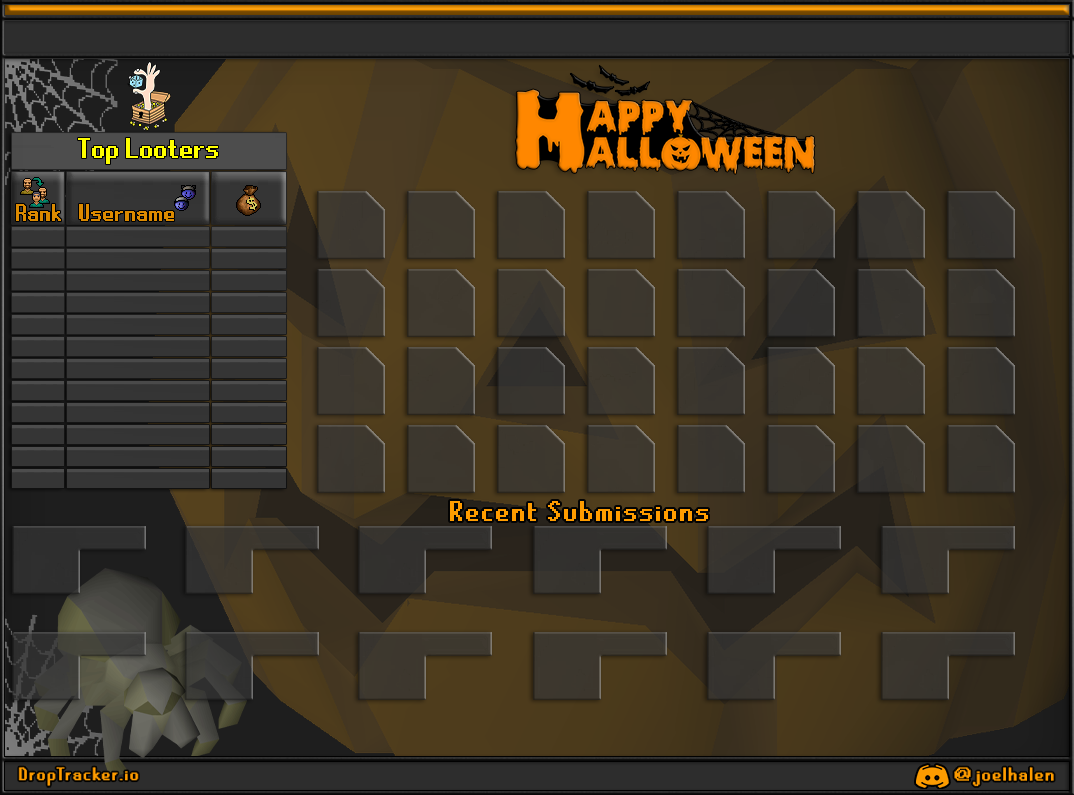 HAPPY
HALLOWEEN
Top Looters
Rank Username
Recent Submissions
DropTracker.io
@joelhalen